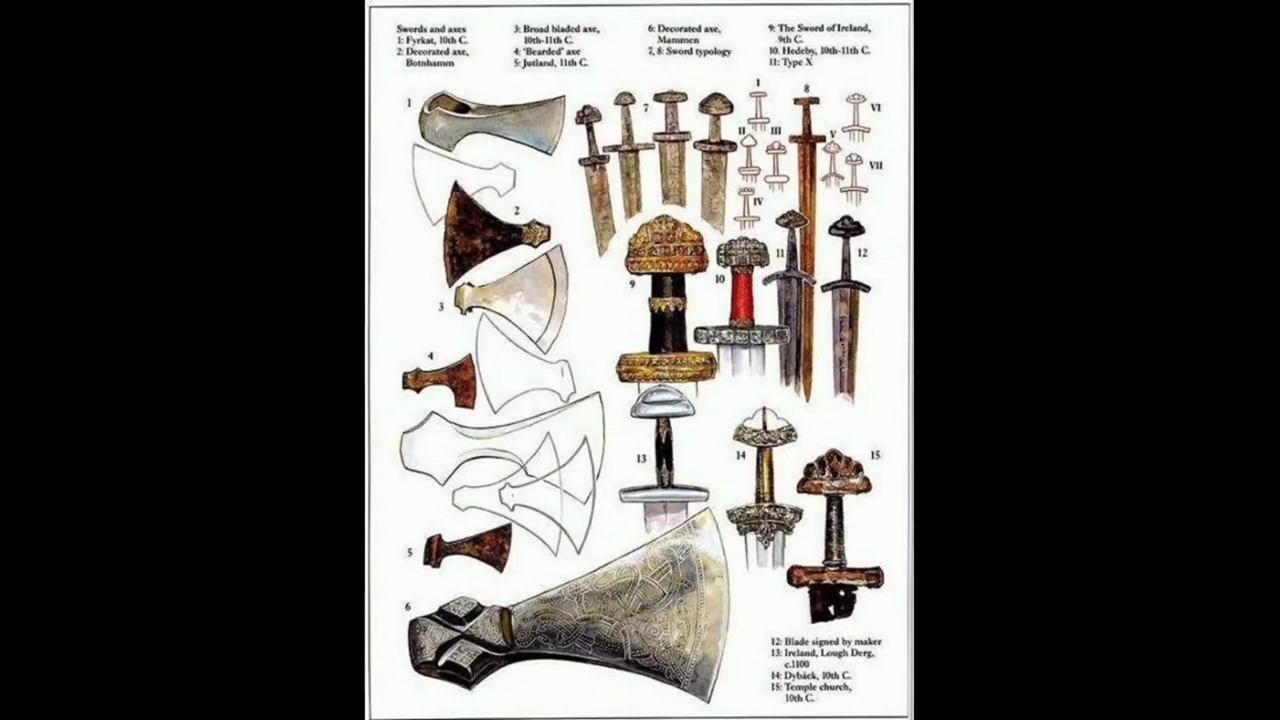 Swords and axes
1: Fyrkat, 10th C.
2: Decorated axe,
Botnhamm
3: Broad bladed axe,
10th-11th C.
4: 'Bearded' axe
5: Jutland, 11th C.
6: Decorated axe,
Mammen
7, 8: Sword typology
9: The Sword of Ireland,
9th C.
10. Hedeby, 10th-11th C.
11: Type X
1
2
3
4
5
6
7
I
II
III
IV
8
V
VI
VII
9
10
11
12
13
14
15
12: Blade signed by maker
13: Ireland, Lough Derg,
c.1100
14: Dybäck, 10th C.
15: Temple church,
10th C.